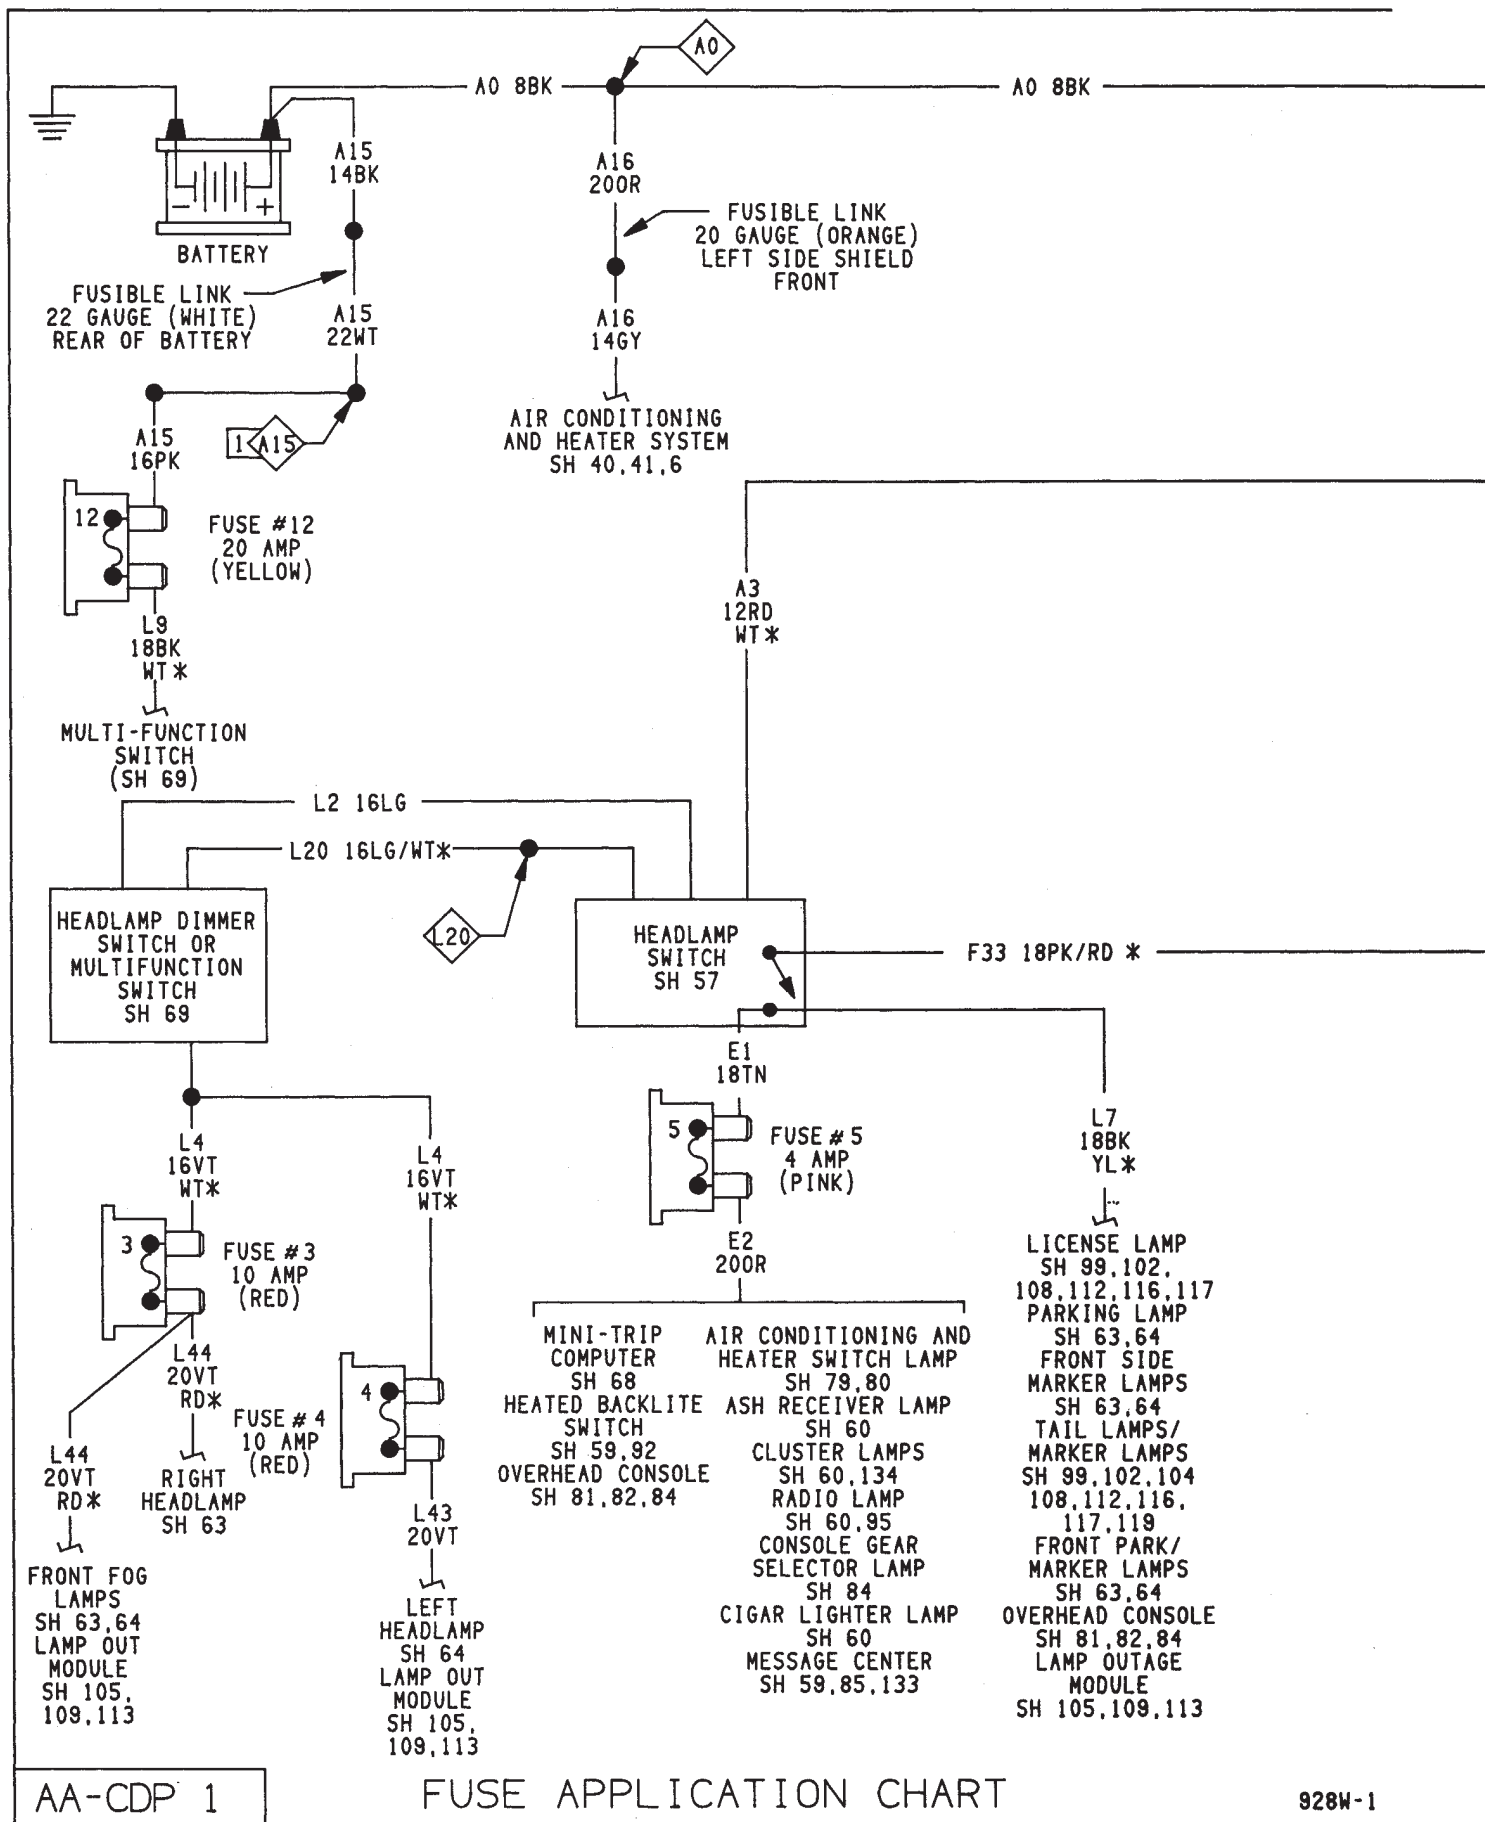 A0
A0 8BK
A0 8BK
A15
14BK
A16
20OR
BATTERY
FUSIBLE LINK
20 GAUGE (ORANGE)
LEFT SIDE SHIELD
FRONT
FUSIBLE LINK
22 GAUGE (WHITE)
REAR OF BATTERY
A15
22WT
A16
14GY
AIR CONDITIONING
AND HEATER SYSTEM
SH 40,41,6
1 A15
A15
16PK
12
FUSE #12
20 AMP
(YELLOW)
L9
18BK
WT*
MULTI-FUNCTION
SWITCH
(SH 69)
A3
12RD
WT*
L2 16LG
L20 16LG/WT*
L20
HEADLAMP DIMMER
SWITCH OR
MULTIFUNCTION
SWITCH
SH 69
HEADLAMP
SWITCH
SH 57
F33 18PK/RD *
E1
18TN
5
FUSE #5
4 AMP
(PINK)
E2
20OR
L7
18BK
YL*
L4
16VT
WT*
L4
16VT
WT*
3
FUSE #3
10 AMP
(RED)
L44
20VT
RD*
L44
20VT
RD*
RIGHT
HEADLAMP
SH 63
FUSE #4
10 AMP
(RED)
4
L43
20VT
FRONT FOG
LAMPS
SH 63,64
LAMP OUT
MODULE
SH 105,
109,113
LEFT
HEADLAMP
SH 64
LAMP OUT
MODULE
SH 105,
109,113
MINI-TRIP
COMPUTER
SH 68
HEATED BACKLITE
SWITCH
SH 59,92
OVERHEAD CONSOLE
SH 81,82,84
AIR CONDITIONING AND
HEATER SWITCH LAMP
SH 79,80
ASH RECEIVER LAMP
SH 60
CLUSTER LAMPS
SH 60,134
RADIO LAMP
SH 60,95
CONSOLE GEAR
SELECTOR LAMP
SH 84
CIGAR LIGHTER LAMP
SH 60
MESSAGE CENTER
SH 59,85,133
LICENSE LAMP
SH 99,102,
108,112,116,117
PARKING LAMP
SH 63,64
FRONT SIDE
MARKER LAMPS
SH 63,64
TAIL LAMPS/
MARKER LAMPS
SH 99,102,104
108,112,116,
117,119
FRONT PARK/
MARKER LAMPS
SH 63,64
OVERHEAD CONSOLE
SH 81,82,84
LAMP OUTAGE
MODULE
SH 105,109,113
AA-CDP 1
FUSE APPLICATION CHART
928W-1